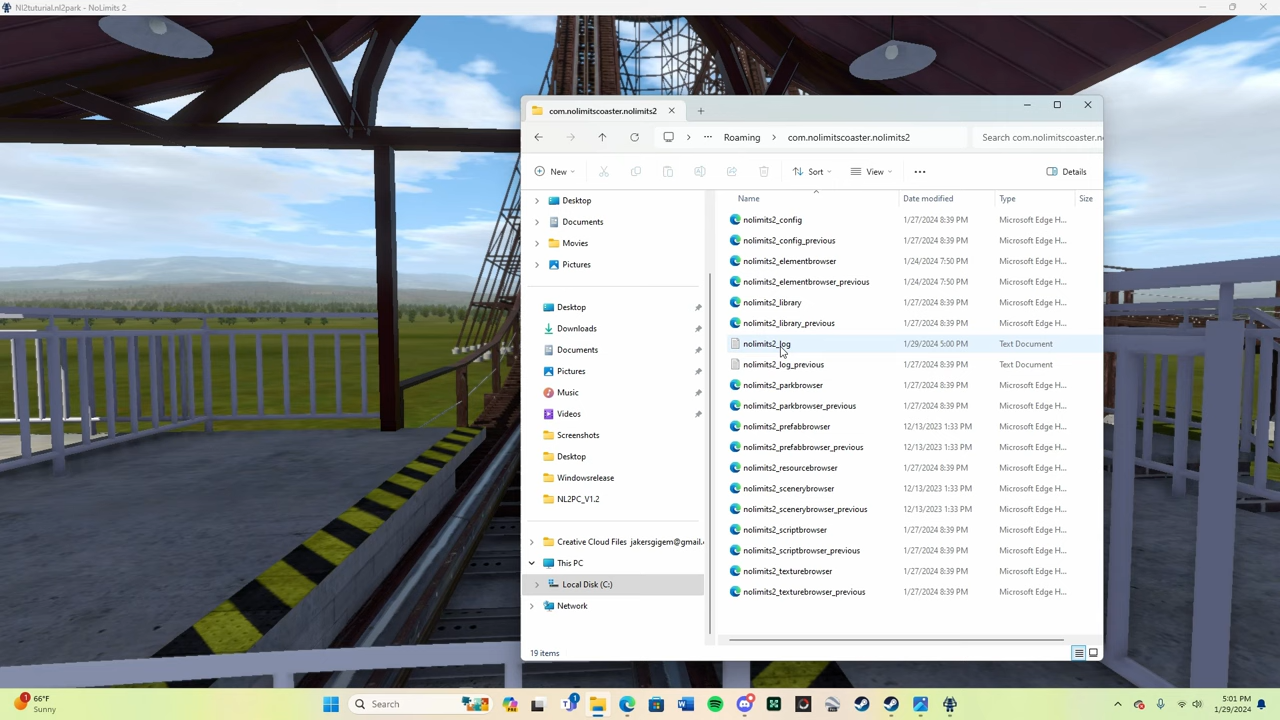 Nl2tuturial.nl2park - NoLimits 2
com.nolimitscoaster.nolimits2
Roaming
com.nolimitscoaster.nolimits2
Search com.nolimitscoaster.n
New
Sort
View
Details
Name
Date modified
Type
Size
Desktop
Documents
Movies
Pictures
Desktop
Downloads
Documents
Pictures
Music
Videos
Screenshots
Desktop
Windowsrelease
NL2PC_V1.2
Creative Cloud Files jakersgigem@gmail.
This PC
Local Disk (C:)
Network
nolimits2_config 1/27/2024 8:39 PM Microsoft Edge H...
nolimits2_config_previous 1/27/2024 8:39 PM Microsoft Edge H...
nolimits2_elementbrowser 1/24/2024 7:50 PM Microsoft Edge H...
nolimits2_elementbrowser_previous 1/24/2024 7:50 PM Microsoft Edge H...
nolimits2_library 1/27/2024 8:39 PM Microsoft Edge H...
nolimits2_library_previous 1/27/2024 8:39 PM Microsoft Edge H...
nolimits2_log 1/29/2024 5:00 PM Text Document
nolimits2_log_previous 1/27/2024 8:39 PM Text Document
nolimits2_parkbrowser 1/27/2024 8:39 PM Microsoft Edge H...
nolimits2_parkbrowser_previous 1/27/2024 8:39 PM Microsoft Edge H...
nolimits2_prefabbrowser 12/13/2023 1:33 PM Microsoft Edge H...
nolimits2_prefabbrowser_previous 12/13/2023 1:33 PM Microsoft Edge H...
nolimits2_resourcebrowser 1/27/2024 8:39 PM Microsoft Edge H...
nolimits2_scenerybrowser 12/13/2023 1:33 PM Microsoft Edge H...
nolimits2_scenerybrowser_previous 12/13/2023 1:33 PM Microsoft Edge H...
nolimits2_scriptbrowser 1/27/2024 8:39 PM Microsoft Edge H...
nolimits2_scriptbrowser_previous 1/27/2024 8:39 PM Microsoft Edge H...
nolimits2_texturebrowser 1/27/2024 8:39 PM Microsoft Edge H...
nolimits2_texturebrowser_previous 1/27/2024 8:39 PM Microsoft Edge H...
19 items
1
66°F
Sunny
Search
1
5:01 PM
1/29/2024